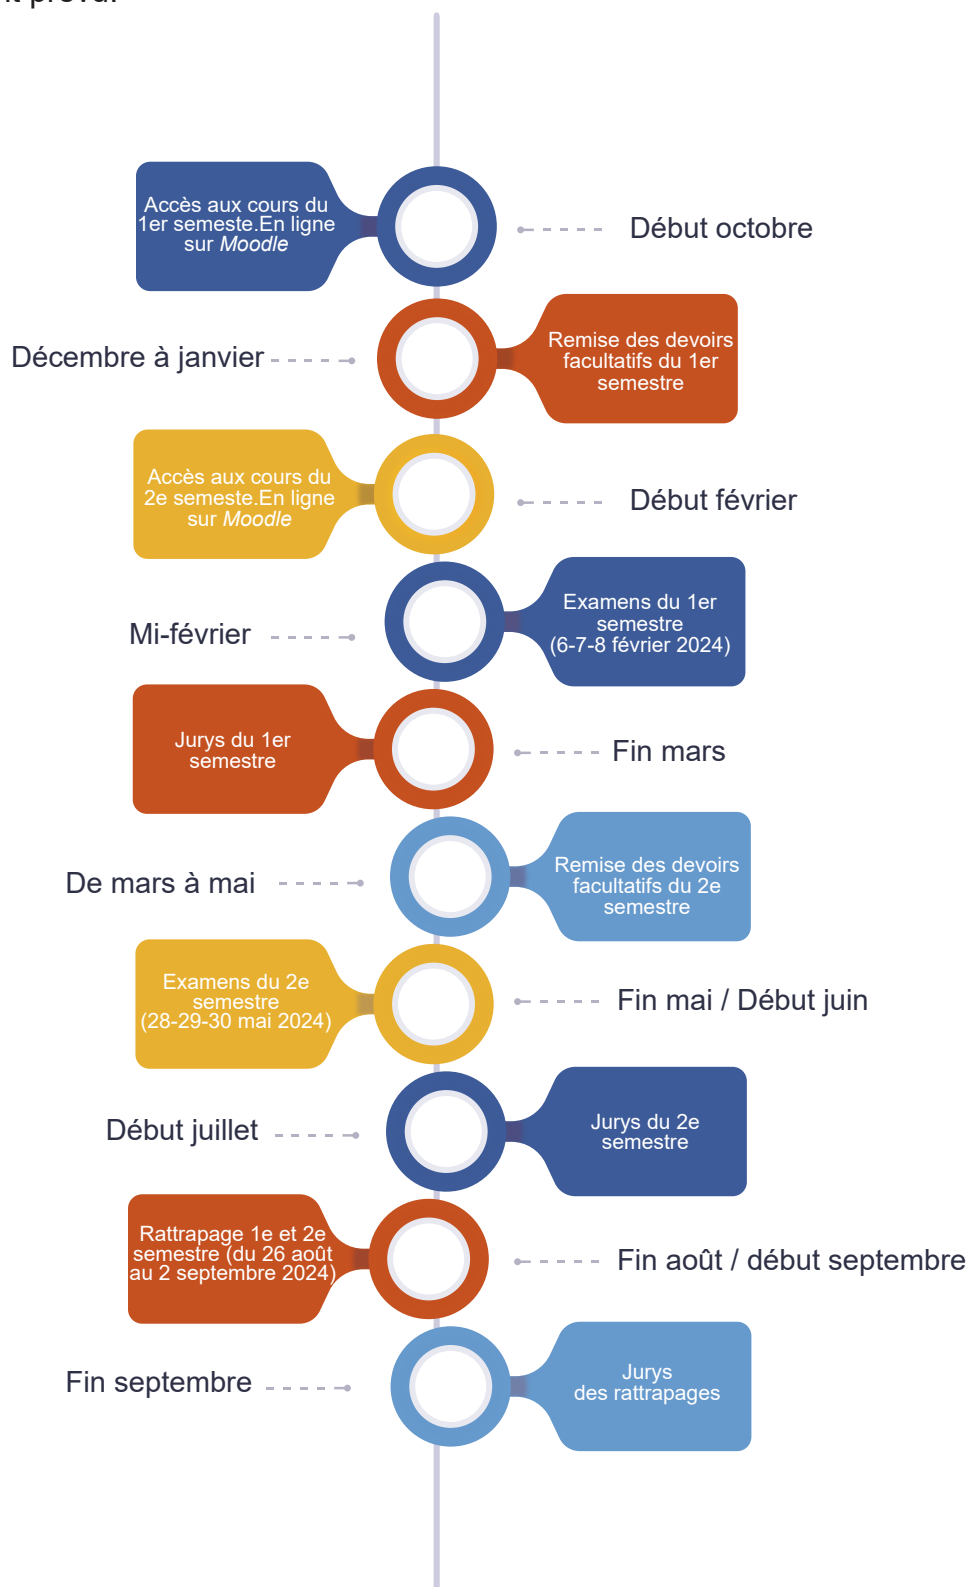 Accès aux cours du
1er semeste.En ligne
sur Moodle
Début octobre
Décembre à janvier
Remise des devoirs
facultatifs du 1er
semestre
Accès aux cours du
2e semeste.En ligne
sur Moodle
Début février
Mi-février
Examens du 1er
semestre
(6-7-8 février 2024)
Jurys du 1er
semestre
Fin mars
De mars à mai
Remise des devoirs
facultatifs du 2e
semestre
Examens du 2e
semestre
(28-29-30 mai 2024)
Fin mai / Début juin
Début juillet
Jurys du 2e
semestre
Rattrapage 1e et 2e
semestre (du 26 août
au 2 septembre 2024)
Fin août / début septembre
Fin septembre
Jurys
des rattrapages